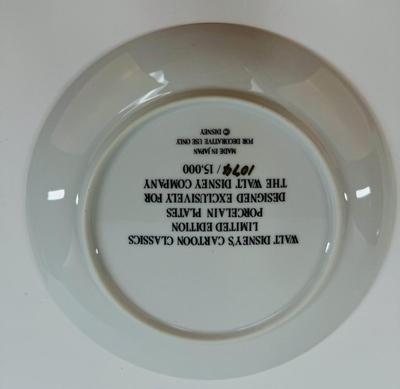 WALT DISNEY'S CARTOON CLASSICS
LIMITED EDITION
PORCELAIN PLATES
DESIGNED EXCLUSIVELY FOR
THE WALT DISNEY COMPANY
1074 / 15.000
MADE IN JAPAN
FOR DECORATIVE USE ONLY
© DISNEY